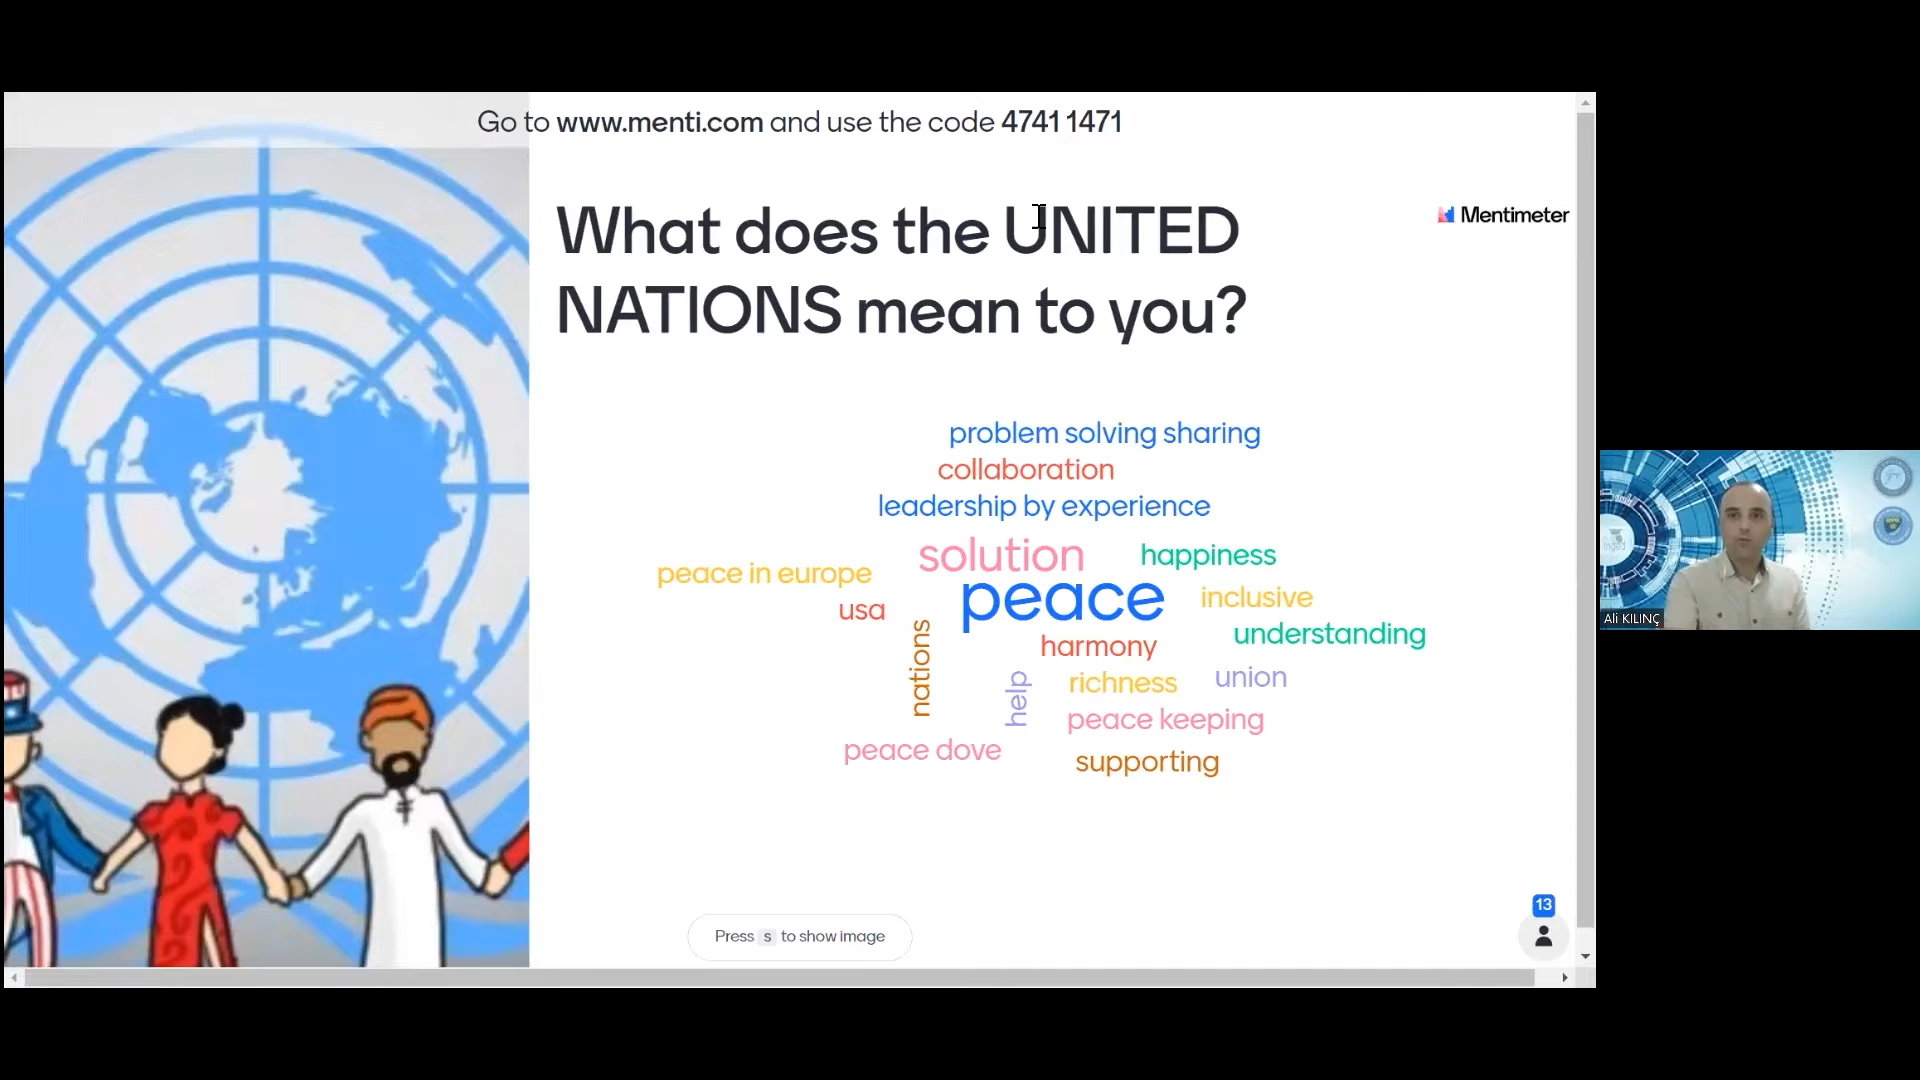 Go to www.menti.com and use the code 4741 1471
What does the UNITED
NATIONS mean to you?
Mentimeter
problem solving sharing
collaboration
leadership by experience
solution
happiness
peace in europe
peace
inclusive
usa
understanding
harmony
nations
help
richness
union
peace keeping
peace dove
supporting
Press s to show image
13
Ali KILINÇ